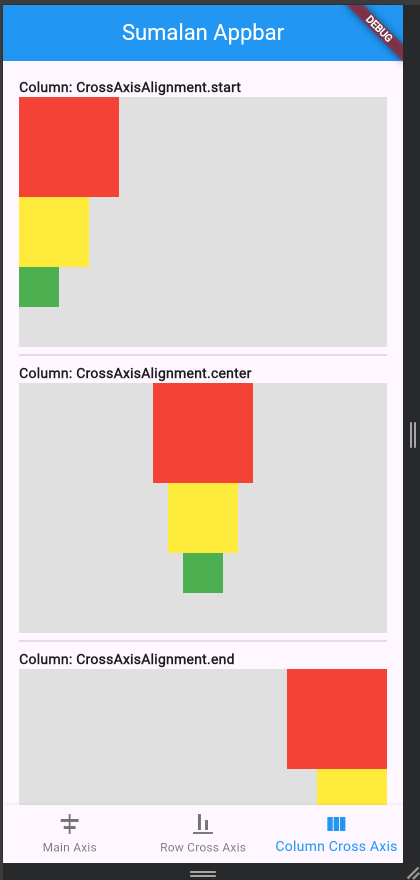 Sumalan Appbar
DEBUG
Column: CrossAxisAlignment.start
Column: CrossAxisAlignment.center
Column: CrossAxisAlignment.end
Main Axis
Row Cross Axis
Column Cross Axis